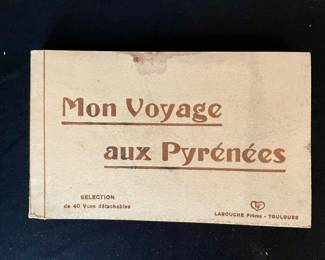 Mon Voyage
aux Pyrénées
SELECTION
de 40 Vues détachables
LABOUCHE Frères - TOULOUSE